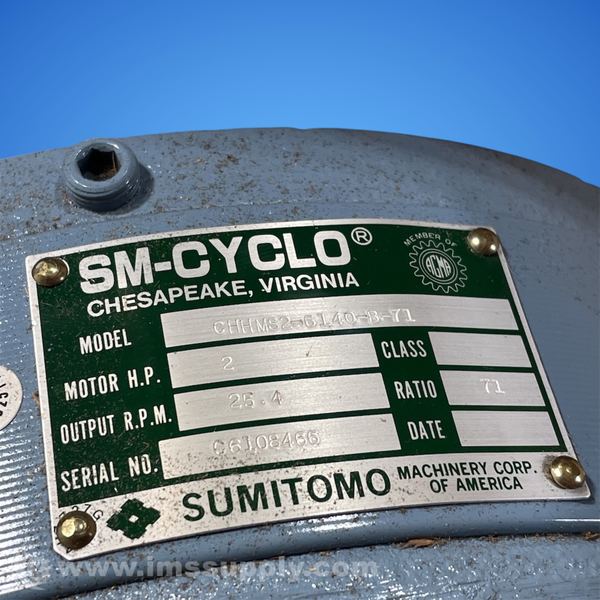 SM-CYCLO®
MEMBER OF
AGMA
CHESAPEAKE, VIRGINIA
MODEL CHHMS2-6140-B-71
MOTOR H.P. 2 CLASS
OUTPUT R.P.M. 25.4 RATIO 71
SERIAL NO. C6108466 DATE
SUMITOMO MACHINERY CORP.
OF AMERICA
www.imssupply.com